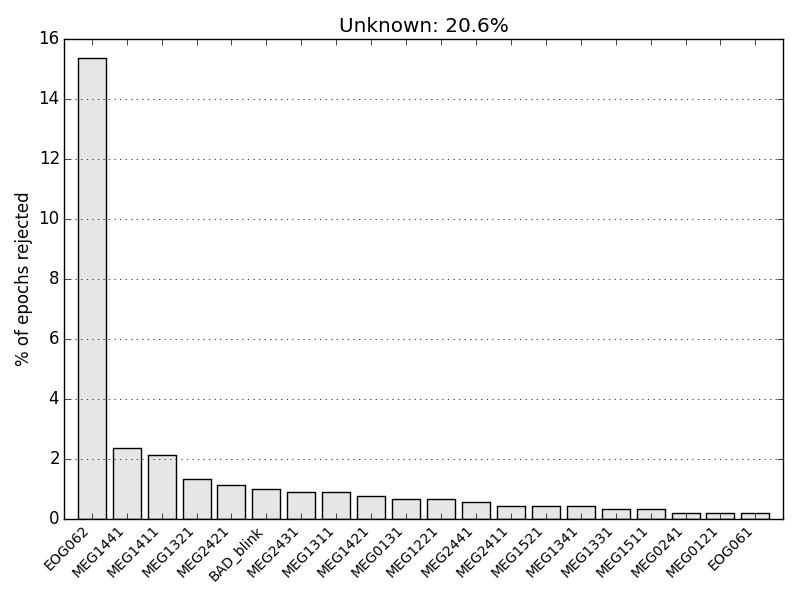 Unknown: 20.6%
% of epochs rejected
16
14
12
10
8
6
4
2
0
EOG062
MEG1441
MEG1411
MEG1321
MEG2421
BAD_blink
MEG2431
MEG1311
MEG1421
MEG0131
MEG1221
MEG2441
MEG2411
MEG1521
MEG1341
MEG1331
MEG1511
MEG0241
MEG0121
EOG061